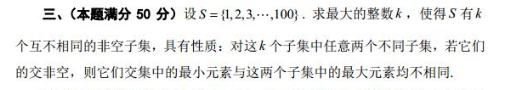 三、(本题满分 50 分) 设 S = {1,2,3,⋯,100}. 求最大的整数 k，使得 S 有 k
个互不相同的非空子集，具有性质：对这 k 个子集中任意两个不同子集，若它们
的交非空，则它们交集中的最小元素与这两个子集中的最大元素均不相同.